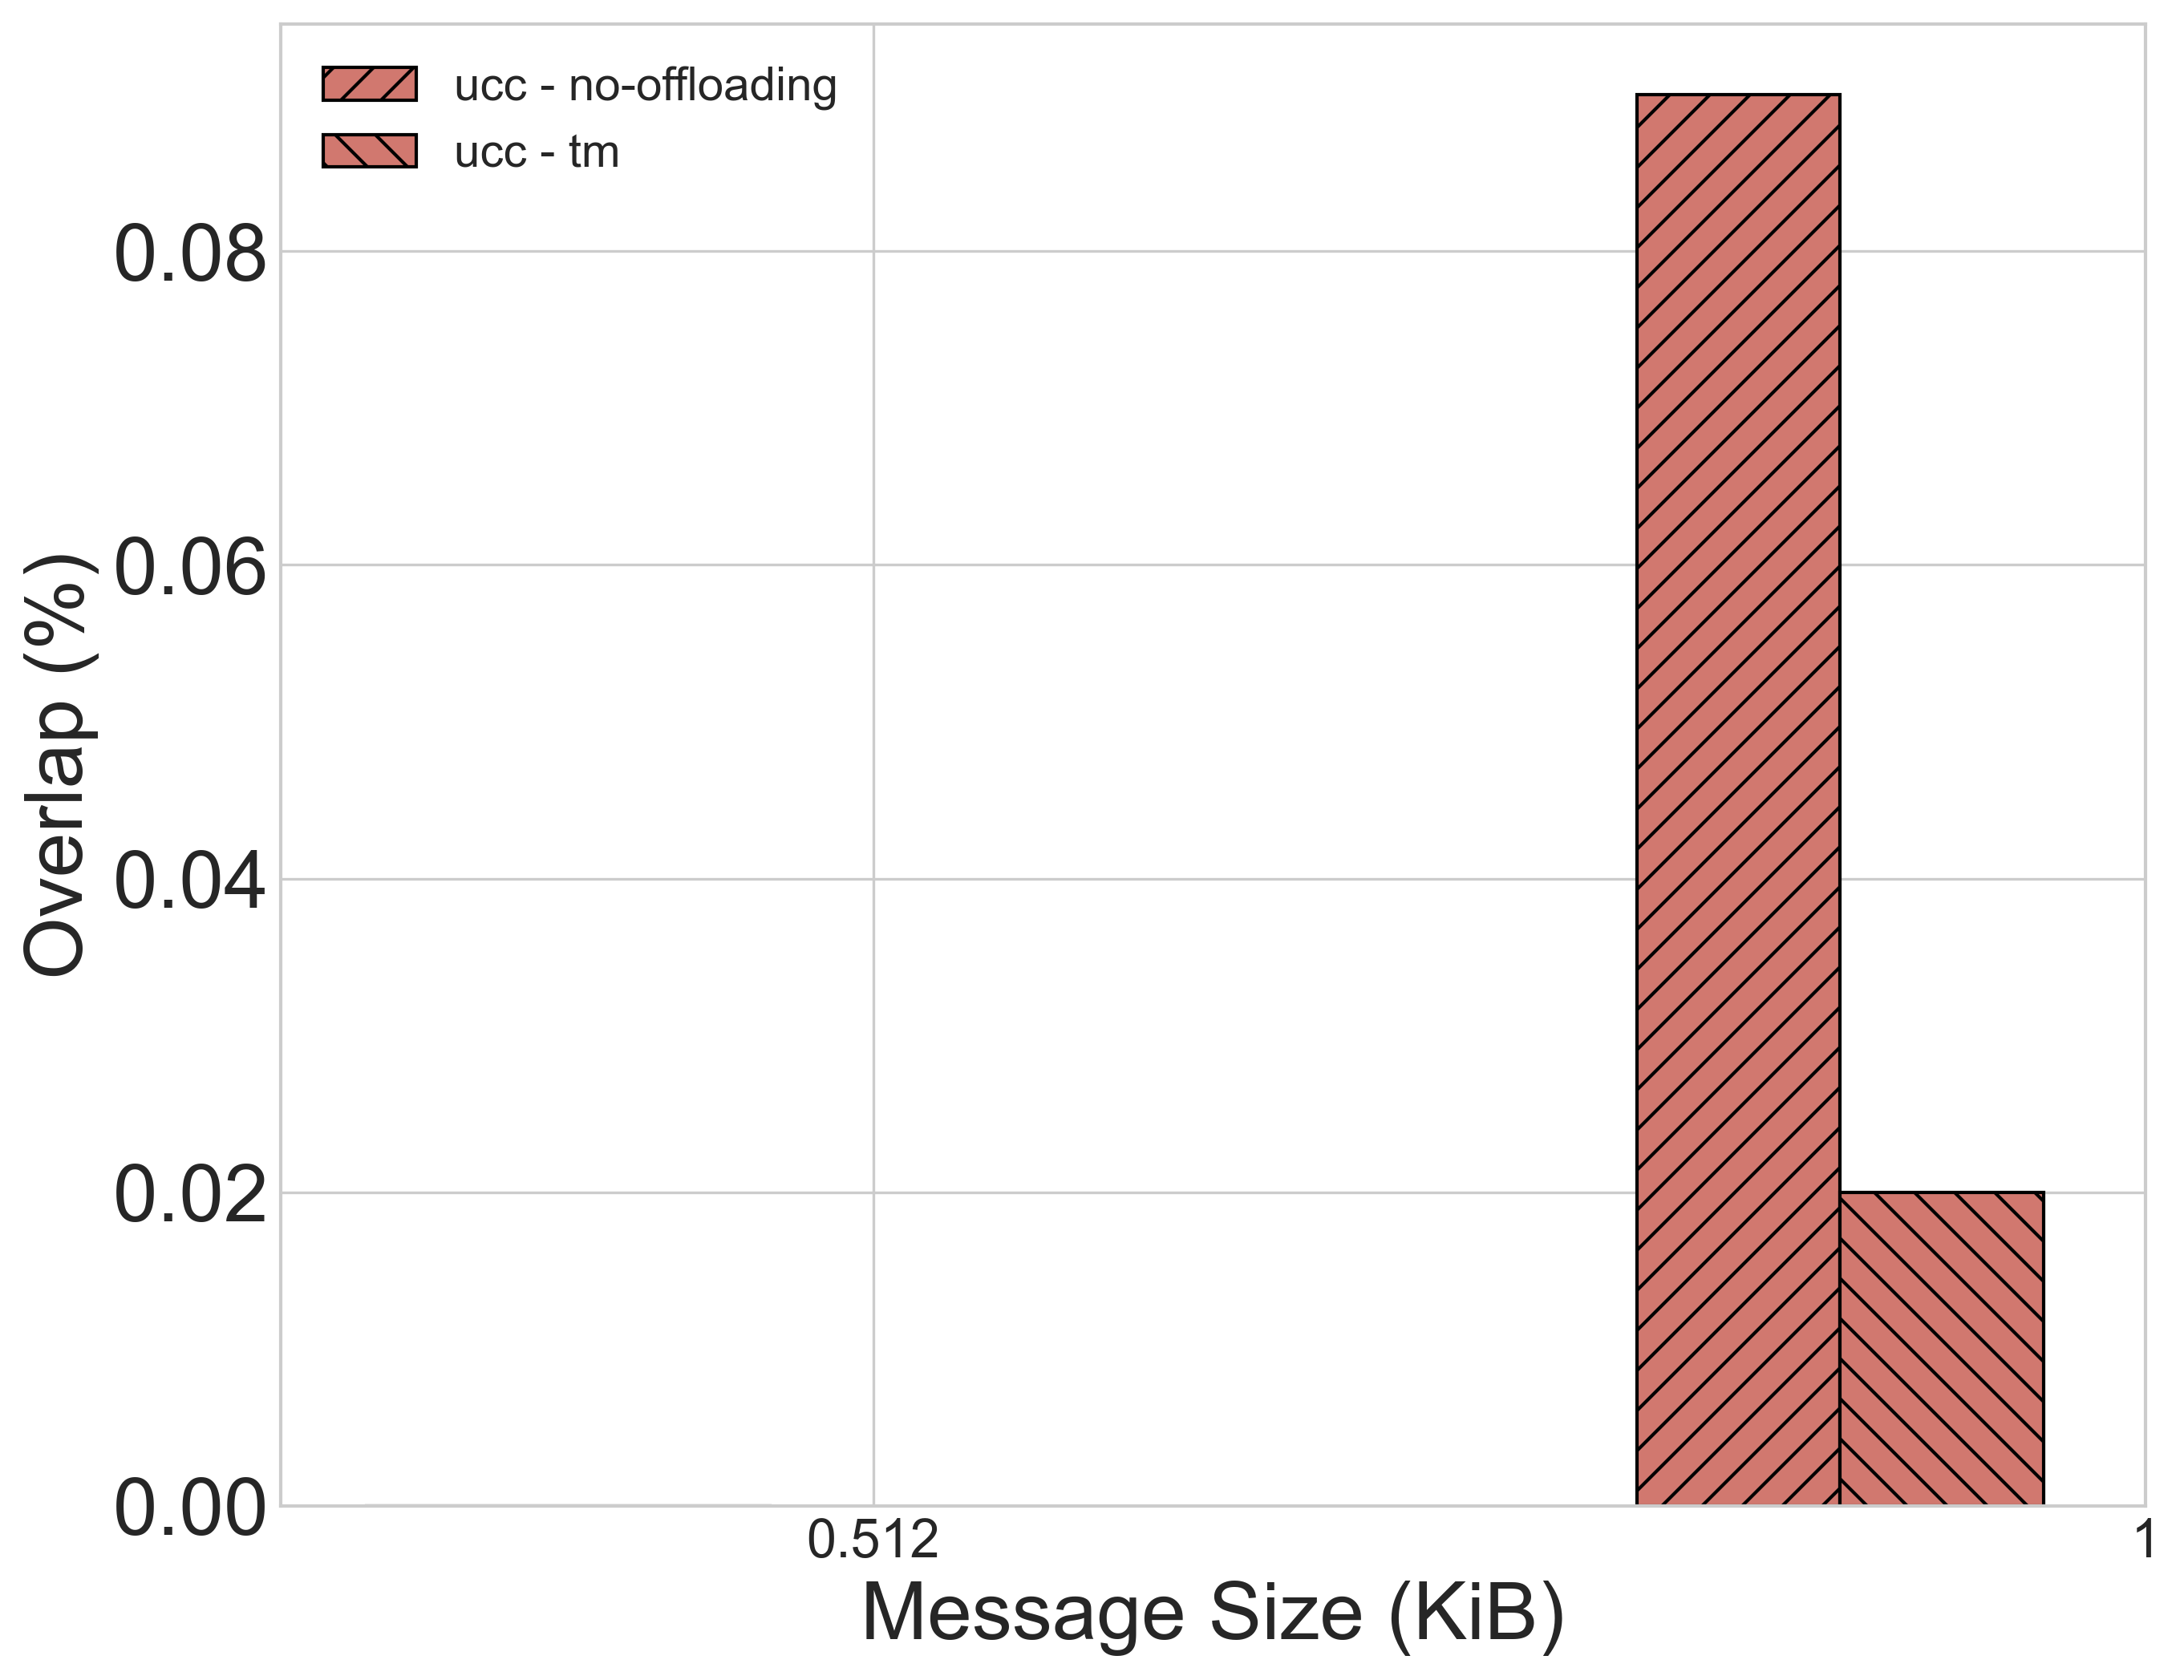 ucc - no-offloading
ucc - tm
0.08
0.06
0.04
0.02
0.00
Overlap (%)
0.512
1
Message Size (KiB)